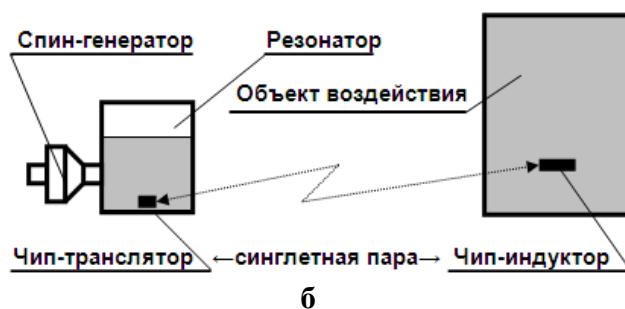 Спин-генератор
Резонатор
Объект воздействия
Чип-транслятор ←синглетная пара→ Чип-индуктор
б